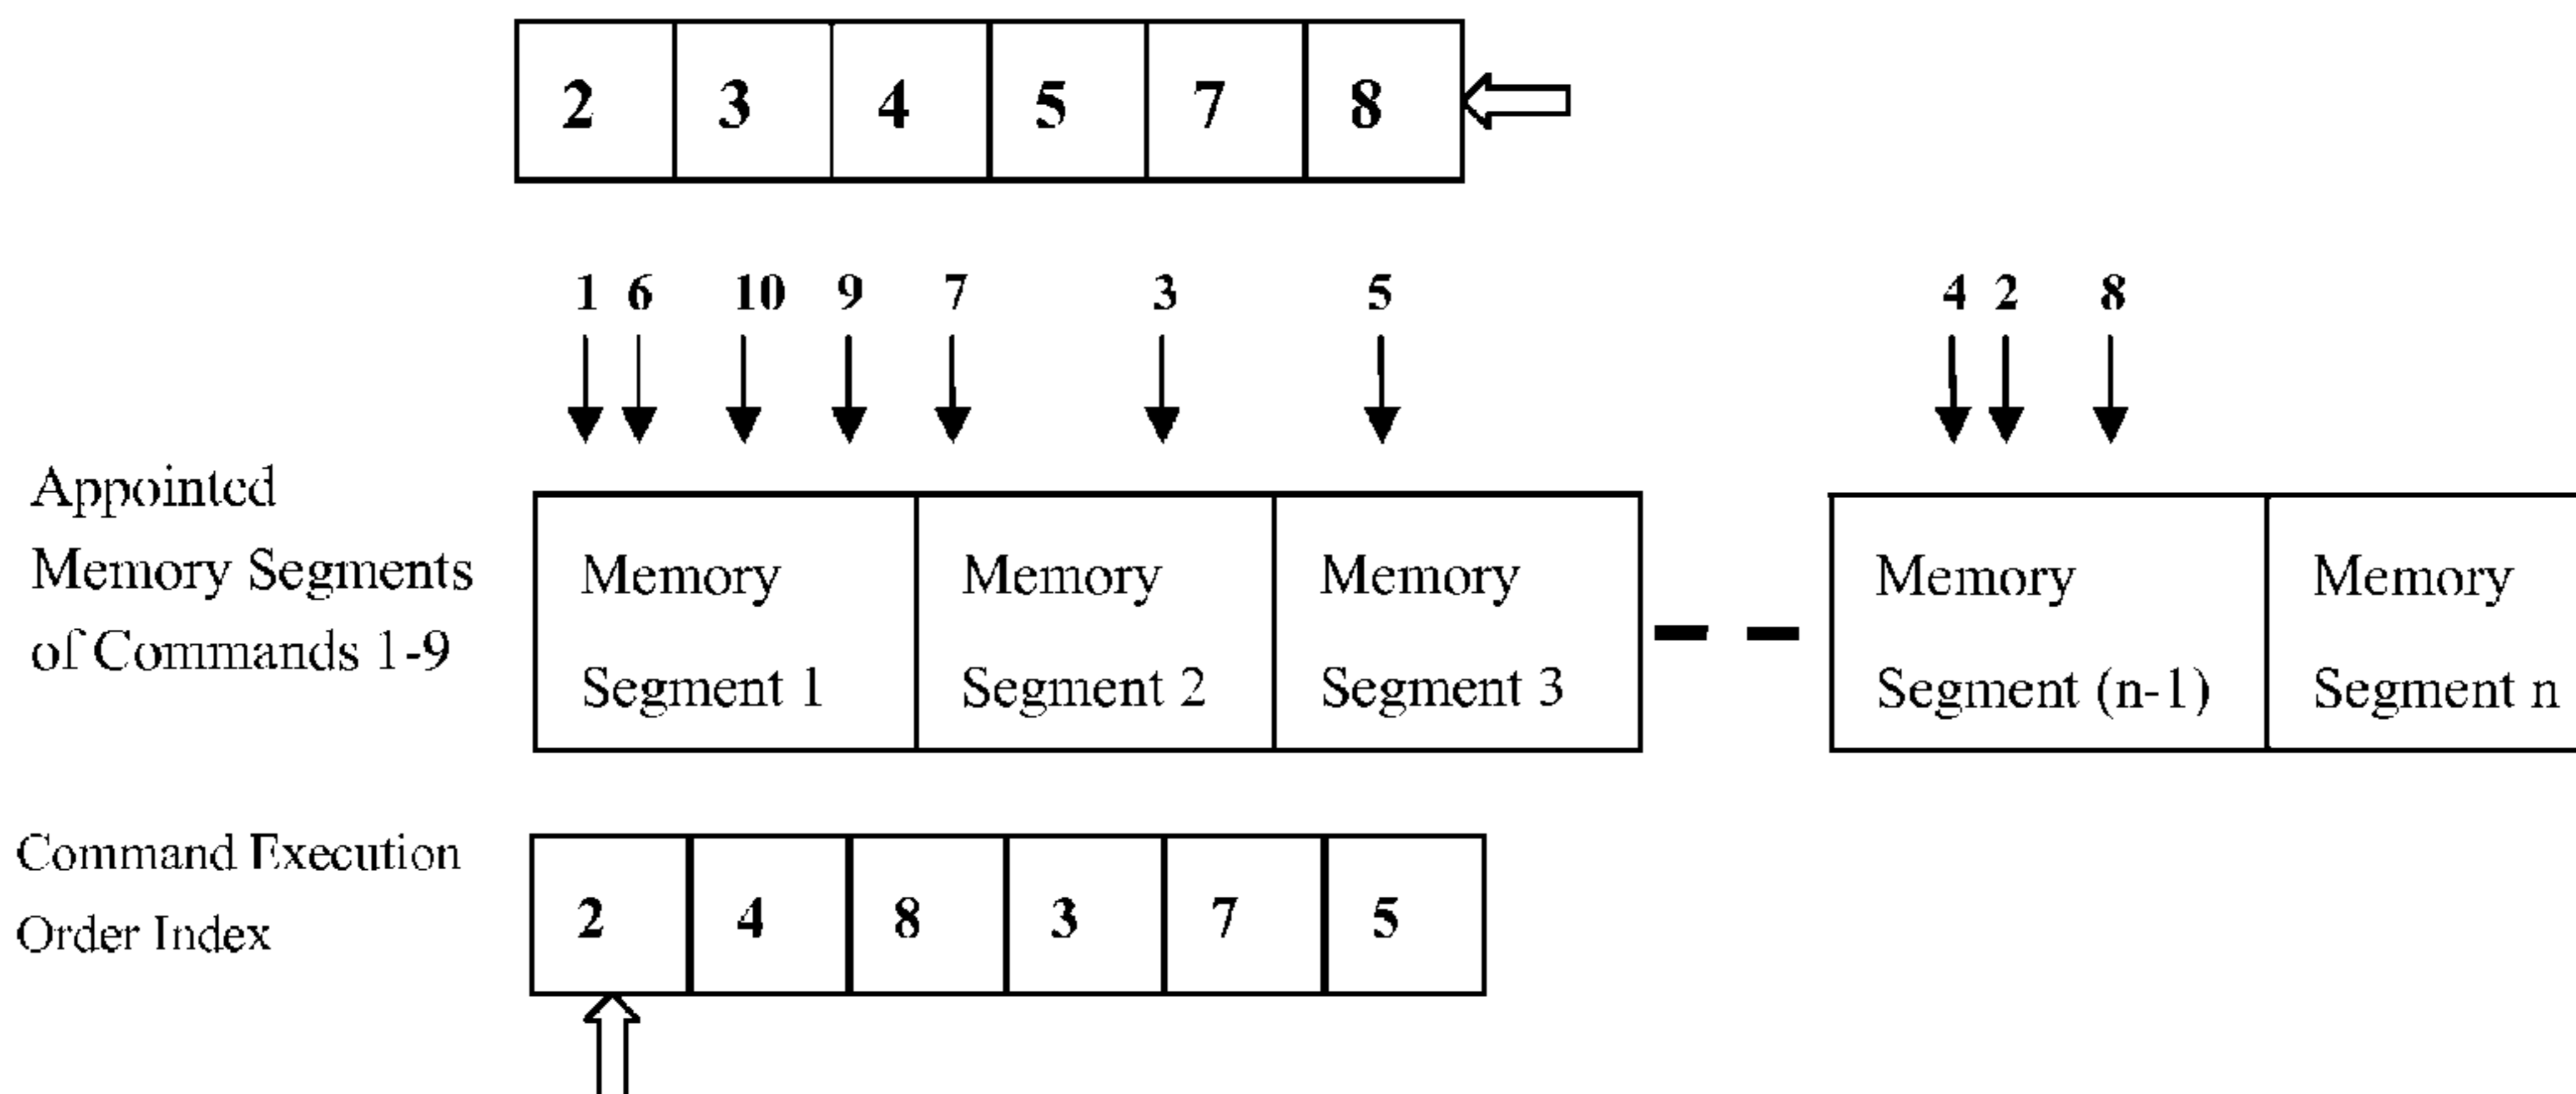 2 3 4 5 7 8
1 6 10 9 7 3 5 4 2 8
Appointed
Memory Segments
of Commands 1-9
Memory
Segment 1
Memory
Segment 2
Memory
Segment 3
Memory
Segment (n-1)
Memory
Segment n
Command Execution
Order Index
2 4 8 3 7 5